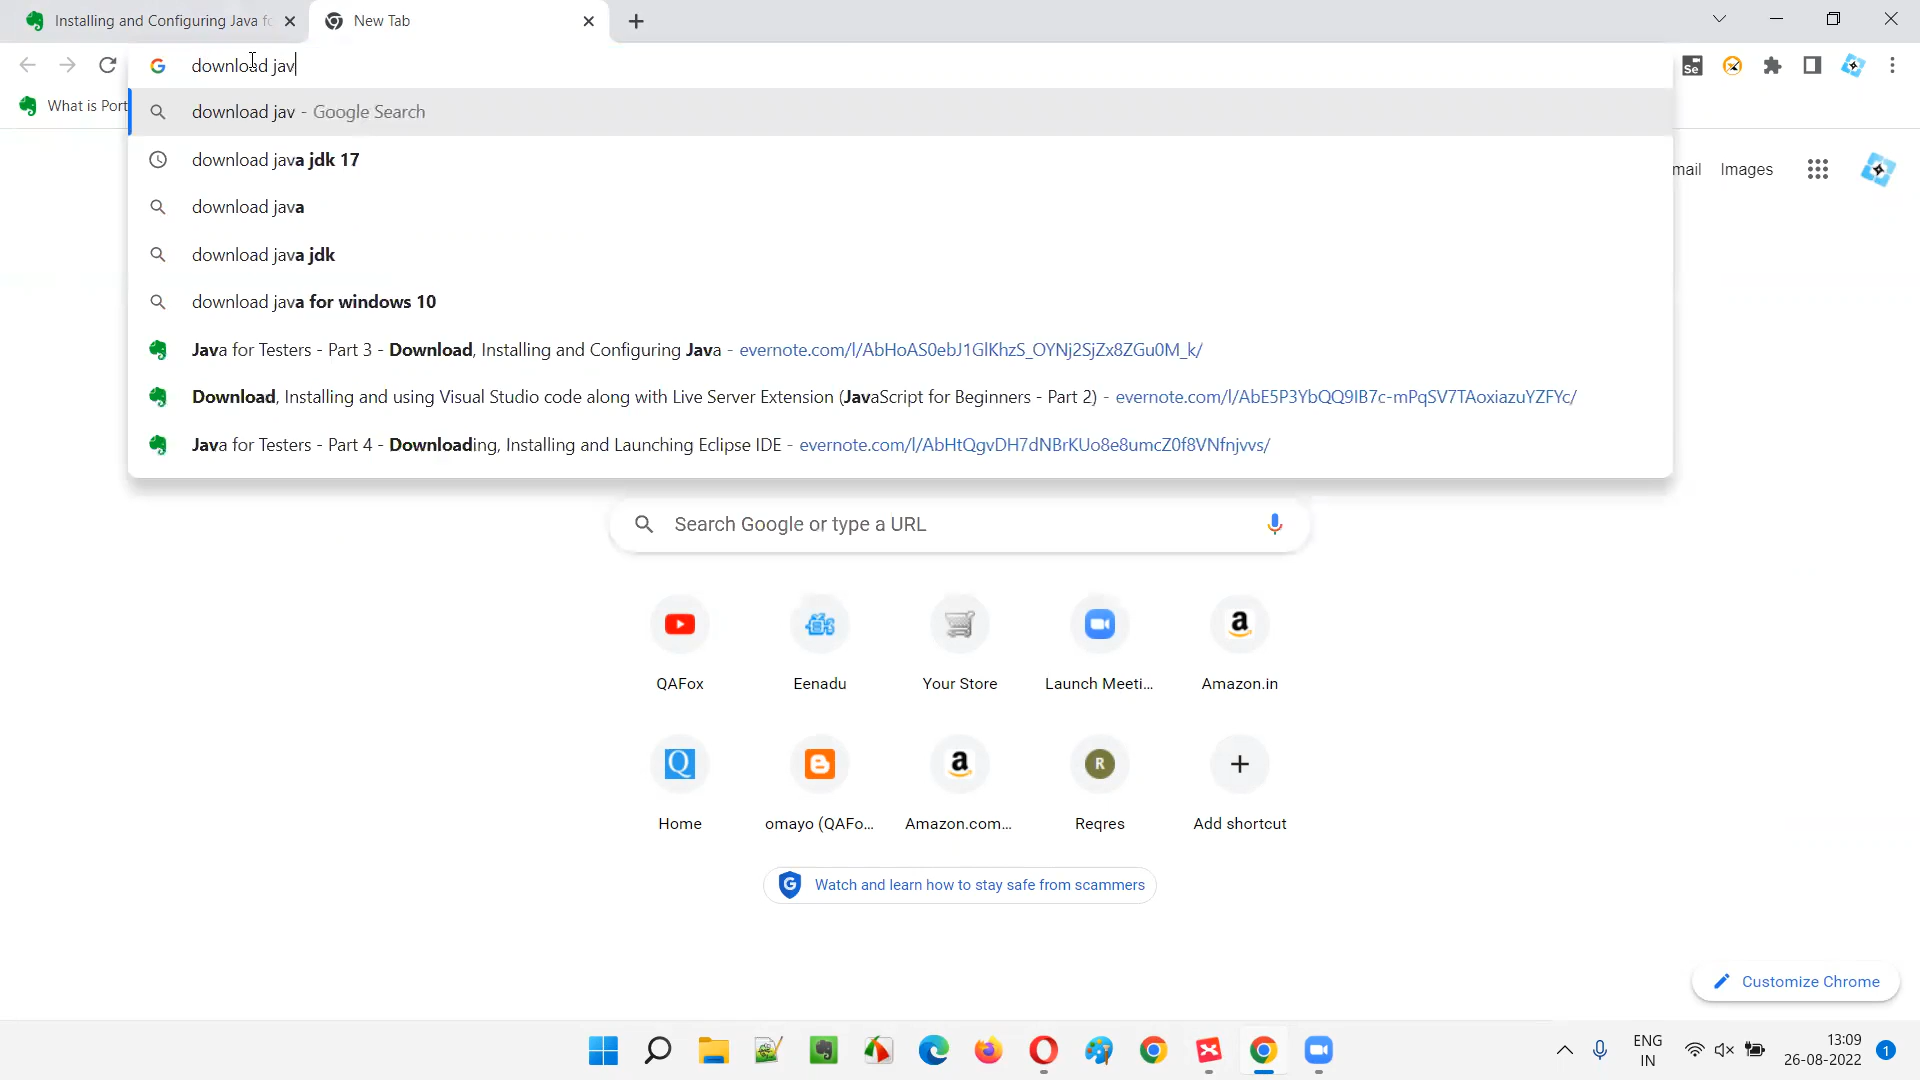 Installing and Configuring Java fo
New Tab
download jav
What is Port
download jav - Google Search
download java jdk 17
download java
download java jdk
download java for windows 10
Java for Testers - Part 3 - Download, Installing and Configuring Java - evernote.com/l/AbHoAS0ebJ1GlKhzS_OYNj2SjZx8ZGu0M_k/
Download, Installing and using Visual Studio code along with Live Server Extension (JavaScript for Beginners - Part 2) - evernote.com/l/AbE5P3YbQQ9IB7c-mPqSV7TAoxiazuYZFYc/
Java for Testers - Part 4 - Downloading, Installing and Launching Eclipse IDE - evernote.com/l/AbHtQgvDH7dNBrKUo8e8umcZ0f8VNfnjvvs/
mail Images
Search Google or type a URL
QAFox Eenadu Your Store Launch Meeti... Amazon.in
Home omayo (QAFo... Amazon.com... Reqres Add shortcut
Watch and learn how to stay safe from scammers
Customize Chrome
ENG
IN
13:09
26-08-2022
1